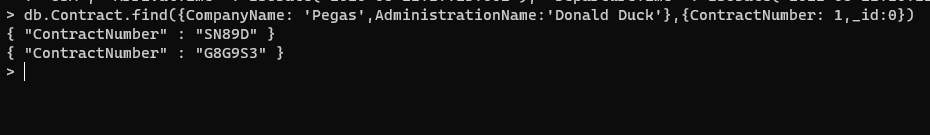 > db.Contract.find({CompanyName: 'Pegas',AdministrationName:'Donald Duck'},{ContractNumber: 1,_id:0})
{ "ContractNumber" : "SN89D" }
{ "ContractNumber" : "G8G9S3" }
>